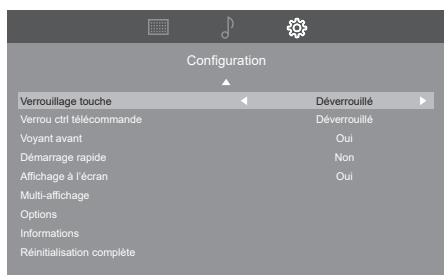 Configuration
Verrouillage touche Déverrouillé
Verrou ctrl télécommande Déverrouillé
Voyant avant Oui
Démarrage rapide Non
Affichage à l'écran Oui
Multi-affichage
Options
Informations
Réinitialisation complète